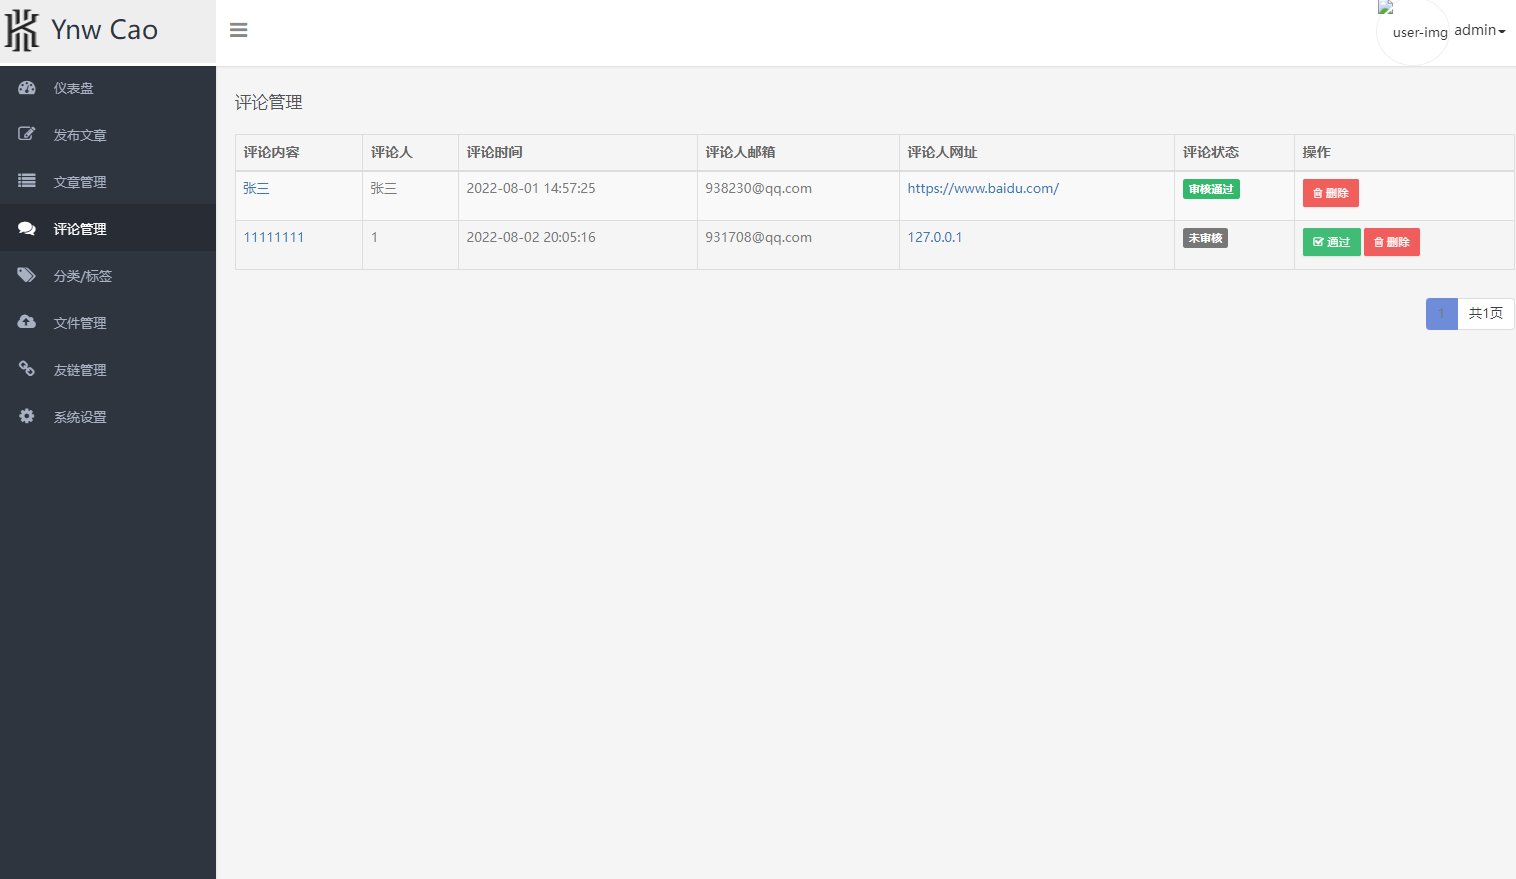 Ynw Cao
user-img admin
仪表盘
发布文章
文章管理
评论管理
分类/标签
文件管理
友链管理
系统设置
评论管理
评论内容 评论人 评论时间 评论人邮箱 评论人网址 评论状态 操作
张三 张三 2022-08-01 14:57:25 938230@qq.com https://www.baidu.com/ 审核通过 删除
11111111 1 2022-08-02 20:05:16 931708@qq.com 127.0.0.1 未审核 通过 删除
1 共1页